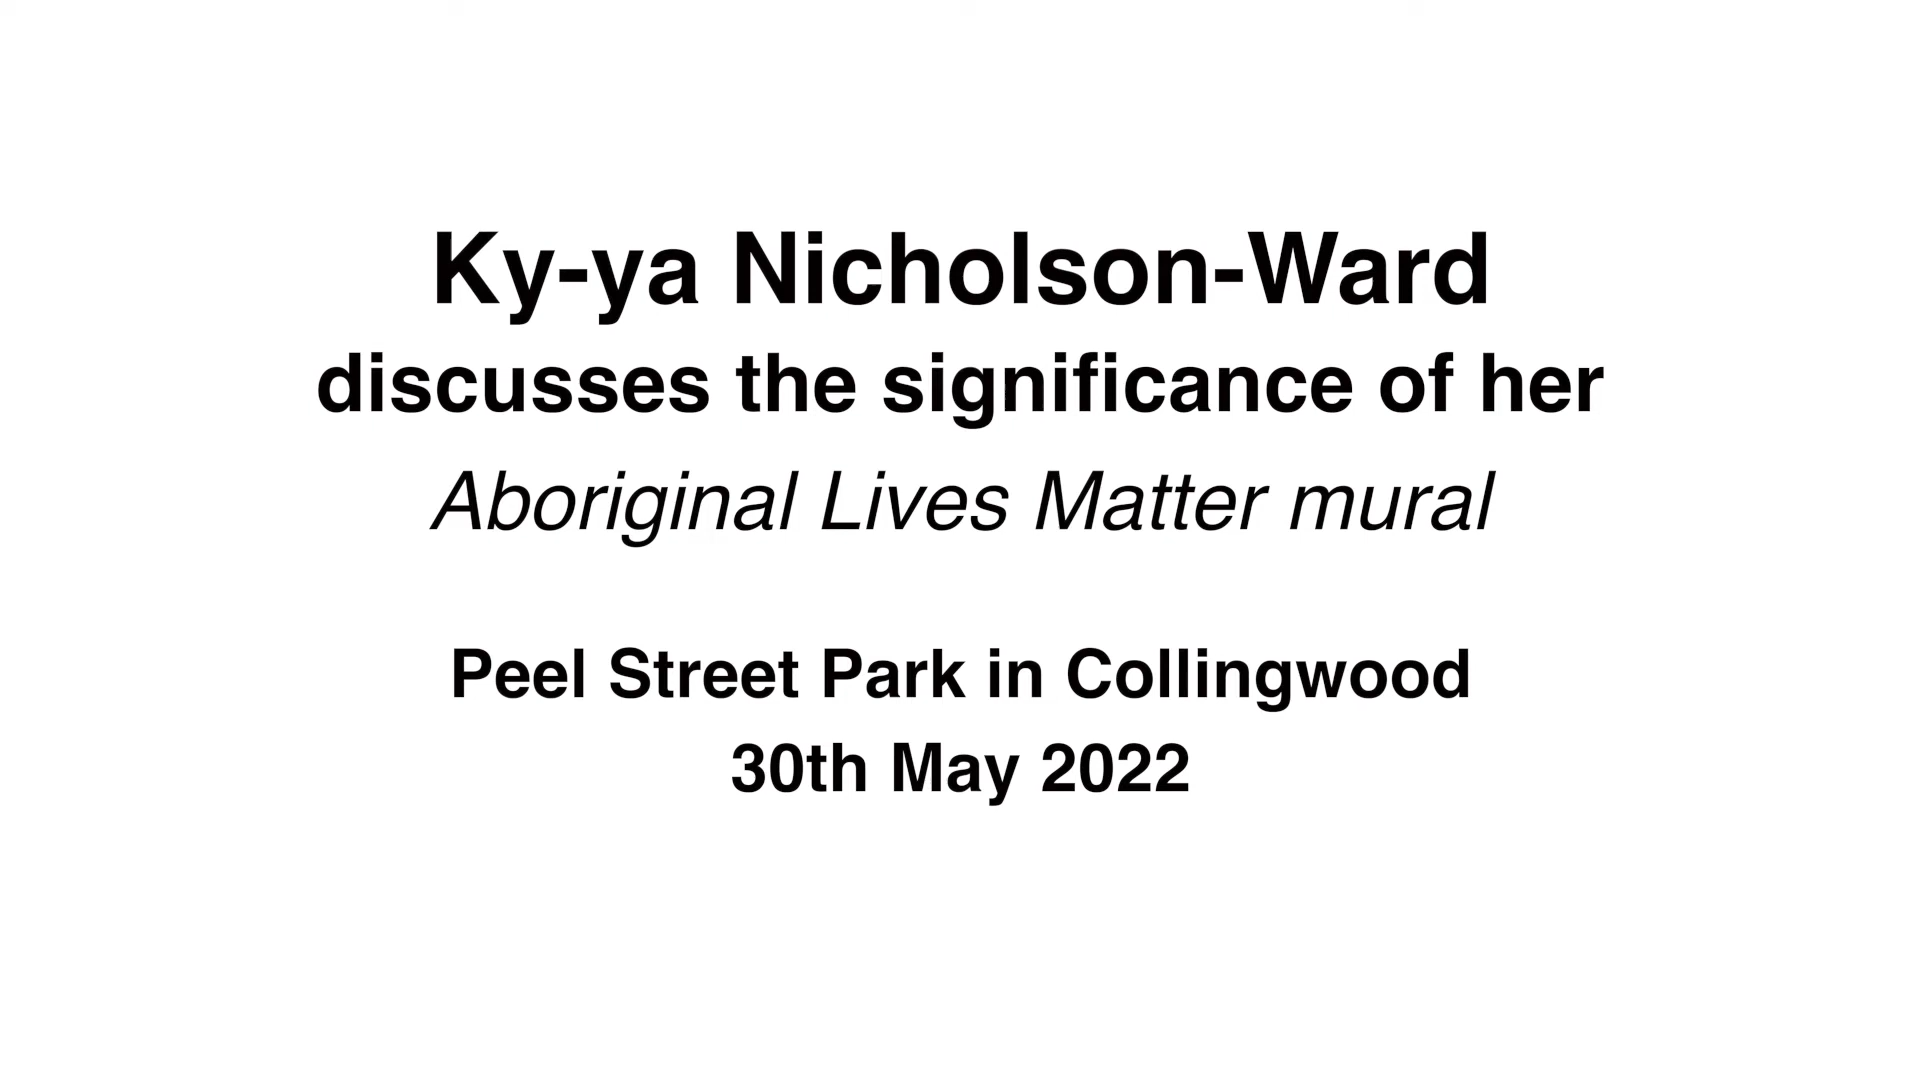 Ky-ya Nicholson-Ward
discusses the significance of her
Aboriginal Lives Matter mural
Peel Street Park in Collingwood
30th May 2022